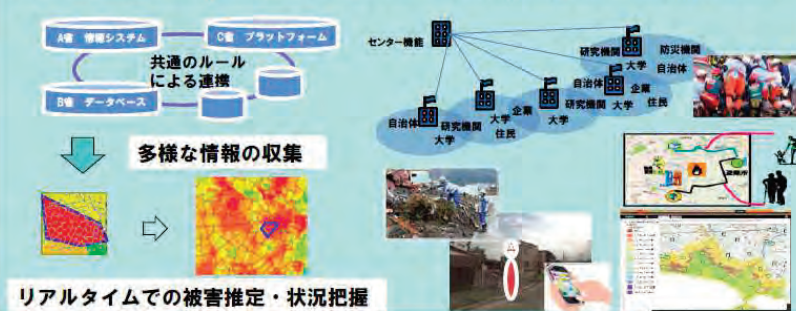 A省 情報システム
C省 プラットフォーム
共通のルール
による連携
B省 データベース
多様な情報の収集
リアルタイムでの被害推定・状況把握
センター機能
研究機関
防災機関
大学
自治体
自治体
企業
研究機関
大学
住民
企業
大学
住民
自治体
研究機関
大学